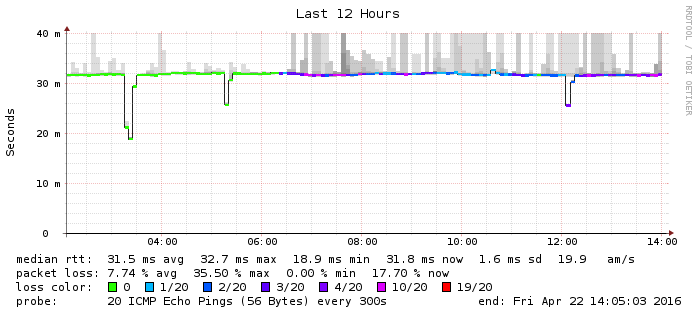 Last 12 Hours
RRDTOOL / TOBI OETIKER
Seconds
40 m
30 m
20 m
10 m
0
04:00 06:00 08:00 10:00 12:00 14:00
median rtt: 31.5 ms avg 32.7 ms max 18.9 ms min 31.8 ms now 1.6 ms sd 19.9 am/s
packet loss: 7.74 % avg 35.50 % max 0.00 % min 17.70 % now
loss color: 0 1/20 2/20 3/20 4/20 10/20 19/20
probe: 20 ICMP Echo Pings (56 Bytes) every 300s end: Fri Apr 22 14:05:03 2016